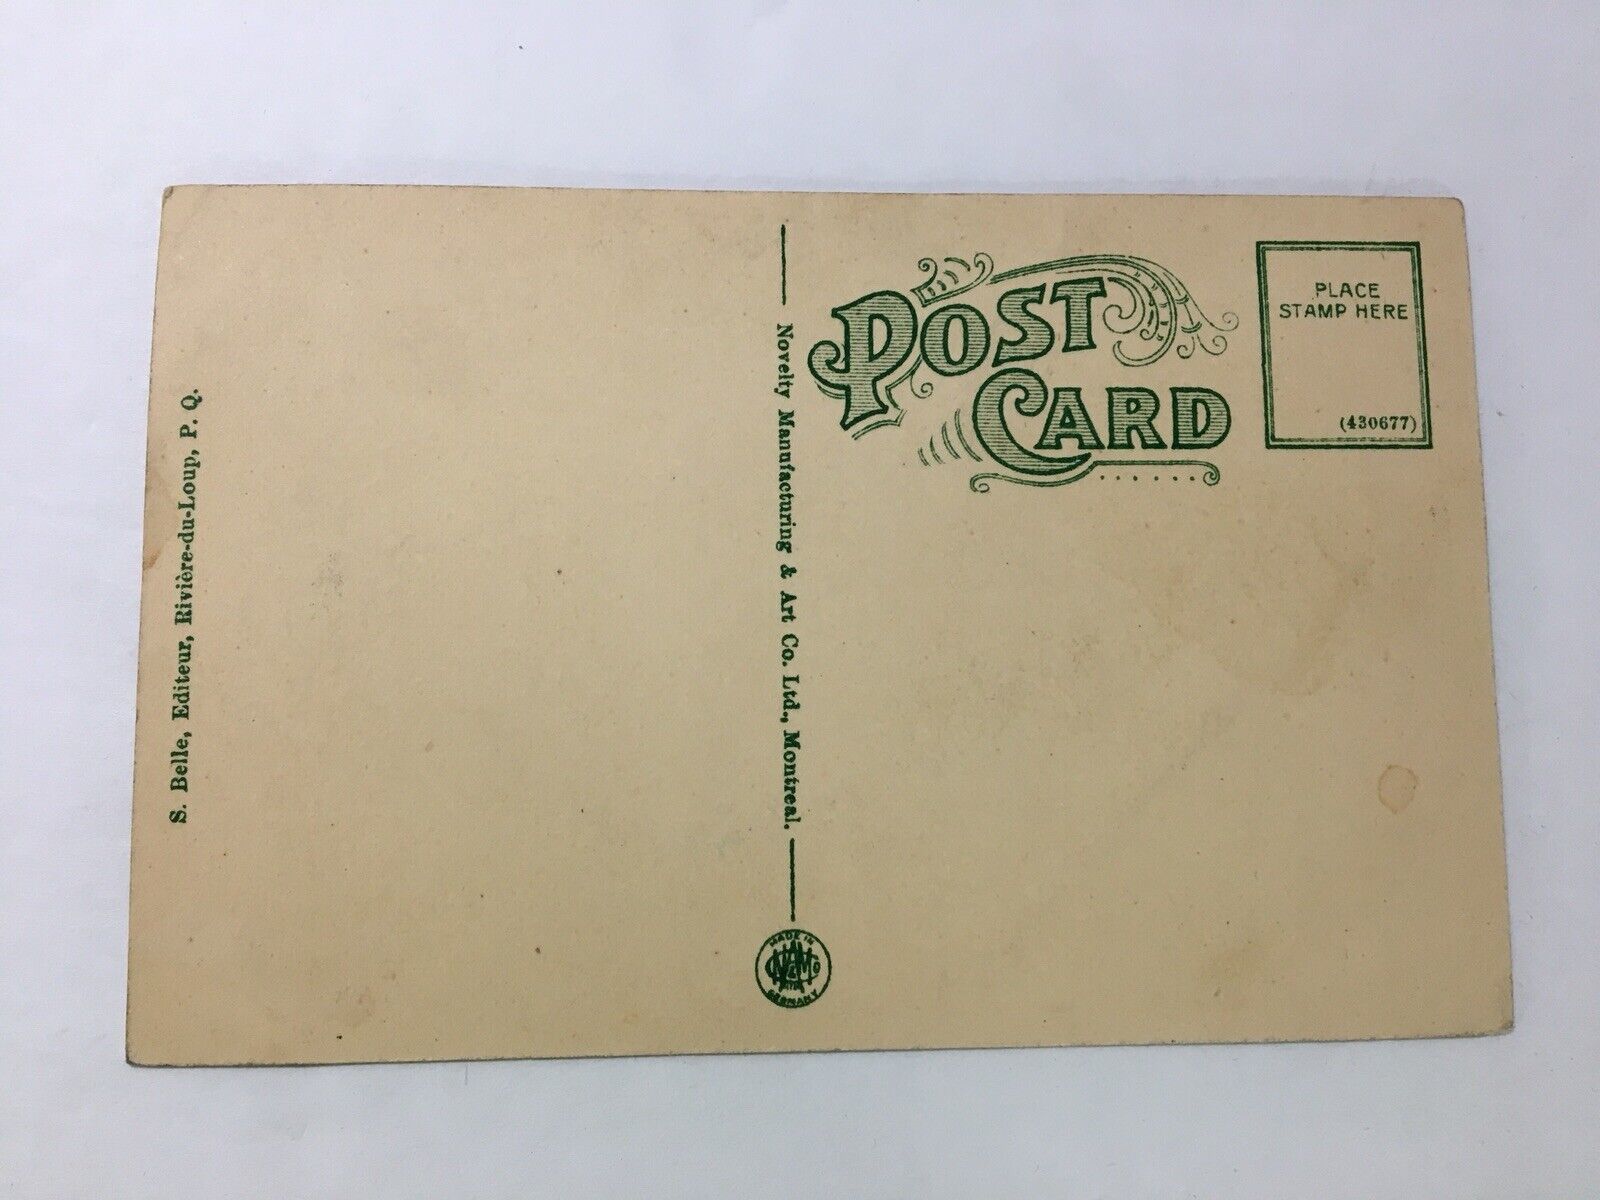 S. Belle, Editeur, Rivière-du-Loup, P. Q.
Novelty Manufacturing & Art Co. Ltd., Montreal.
POST
CARD
PLACE
STAMP HERE
(430677)
MADE IN
GERMANY